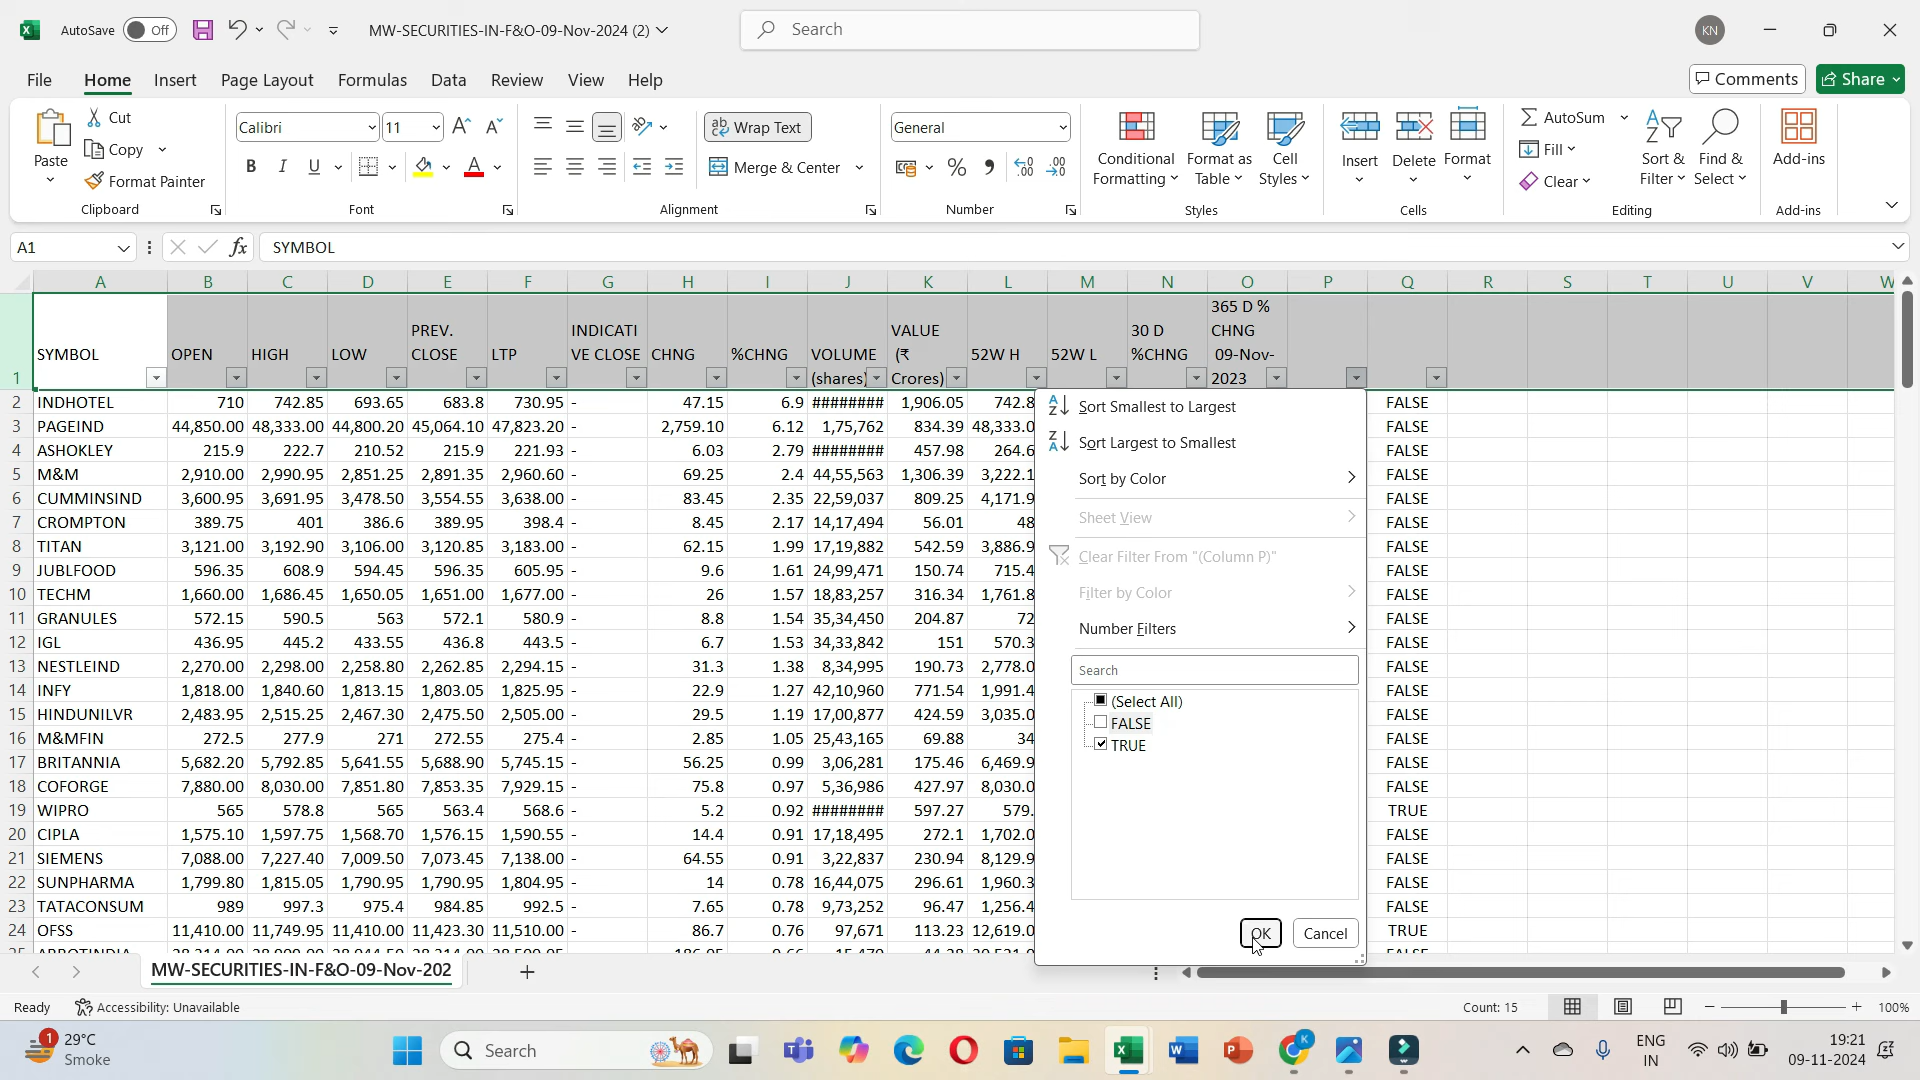 AutoSave Off MW-SECURITIES-IN-F&O-09-Nov-2024 (2) Search KN
File Home Insert Page Layout Formulas Data Review View Help Comments Share
Paste Cut Copy Format Painter Clipboard
Calibri 11 B I U A Font
ab Wrap Text Merge & Center Alignment
General % Number
Conditional Formatting Format as Table Cell Styles Styles
Insert Delete Format Cells
AutoSum Fill Clear Sort & Filter Find & Select Editing
Add-ins Add-ins
A1 fx SYMBOL
A B C D E F G H I J K L M N O P Q R S T U V W
1 SYMBOL OPEN HIGH LOW PREV. CLOSE LTP INDICATIVE CLOSE CHNG %CHNG VOLUME (shares) VALUE (₹ Crores) 52W H 52W L 30 D %CHNG 365 D % CHNG 09-Nov-2023
2 INDHOTEL 710 742.85 693.65 683.8 730.95 - 47.15 6.9 ######## 1,906.05 742.8 FALSE
3 PAGEIND 44,850.00 48,333.00 44,800.20 45,064.10 47,823.20 - 2,759.10 6.12 1,75,762 834.39 48,333.0 FALSE
4 ASHOKLEY 215.9 222.7 210.52 215.9 221.93 - 6.03 2.79 ######## 457.98 264.6 FALSE
5 M&M 2,910.00 2,990.95 2,851.25 2,891.35 2,960.60 - 69.25 2.4 44,55,563 1,306.39 3,222.1 FALSE
6 CUMMINSIND 3,600.95 3,691.95 3,478.50 3,554.55 3,638.00 - 83.45 2.35 22,59,037 809.25 4,171.9 FALSE
7 CROMPTON 389.75 401 386.6 389.95 398.4 - 8.45 2.17 14,17,494 56.01 48 FALSE
8 TITAN 3,121.00 3,192.90 3,106.00 3,120.85 3,183.00 - 62.15 1.99 17,19,882 542.59 3,886.9 FALSE
9 JUBLFOOD 596.35 608.9 594.45 596.35 605.95 - 9.6 1.61 24,99,471 150.74 715.4 FALSE
10 TECHM 1,660.00 1,686.45 1,650.05 1,651.00 1,677.00 - 26 1.57 18,83,257 316.34 1,761.8 FALSE
11 GRANULES 572.15 590.5 563 572.1 580.9 - 8.8 1.54 35,34,450 204.87 72 FALSE
12 IGL 436.95 445.2 433.55 436.8 443.5 - 6.7 1.53 34,33,842 151 570.3 FALSE
13 NESTLEIND 2,270.00 2,298.00 2,258.80 2,262.85 2,294.15 - 31.3 1.38 8,34,995 190.73 2,778.0 FALSE
14 INFY 1,818.00 1,840.60 1,813.15 1,803.05 1,825.95 - 22.9 1.27 42,10,960 771.54 1,991.4 FALSE
15 HINDUNILVR 2,483.95 2,515.25 2,467.30 2,475.50 2,505.00 - 29.5 1.19 17,00,877 424.59 3,035.0 FALSE
16 M&MFIN 272.5 277.9 271 272.55 275.4 - 2.85 1.05 25,43,165 69.88 34 FALSE
17 BRITANNIA 5,682.20 5,792.85 5,641.55 5,688.90 5,745.15 - 56.25 0.99 3,06,281 175.46 6,469.9 FALSE
18 COFORGE 7,880.00 8,030.00 7,851.80 7,853.35 7,929.15 - 75.8 0.97 5,36,986 427.97 8,030.0 FALSE
19 WIPRO 565 578.8 565 563.4 568.6 - 5.2 0.92 ######## 597.27 579. TRUE
20 CIPLA 1,575.10 1,597.75 1,568.70 1,576.15 1,590.55 - 14.4 0.91 17,18,495 272.1 1,702.0 FALSE
21 SIEMENS 7,088.00 7,227.40 7,009.50 7,073.45 7,138.00 - 64.55 0.91 3,22,837 230.94 8,129.9 FALSE
22 SUNPHARMA 1,799.80 1,815.05 1,790.95 1,790.95 1,804.95 - 14 0.78 16,44,075 296.61 1,960.3 FALSE
23 TATACONSUM 989 997.3 975.4 984.85 992.5 - 7.65 0.78 9,73,252 96.47 1,256.4 FALSE
24 OFSS 11,410.00 11,749.95 11,410.00 11,423.30 11,510.00 - 86.7 0.76 97,671 113.23 12,619.0 TRUE
Sort Smallest to Largest
Sort Largest to Smallest
Sort by Color
Sheet View
Clear Filter From "(Column P)"
Filter by Color
Number Filters
Search
(Select All)
FALSE
TRUE
OK Cancel
MW-SECURITIES-IN-F&O-09-Nov-202
Ready Accessibility: Unavailable Count: 15 100%
1 29°C Smoke Search ENG IN 19:21 09-11-2024